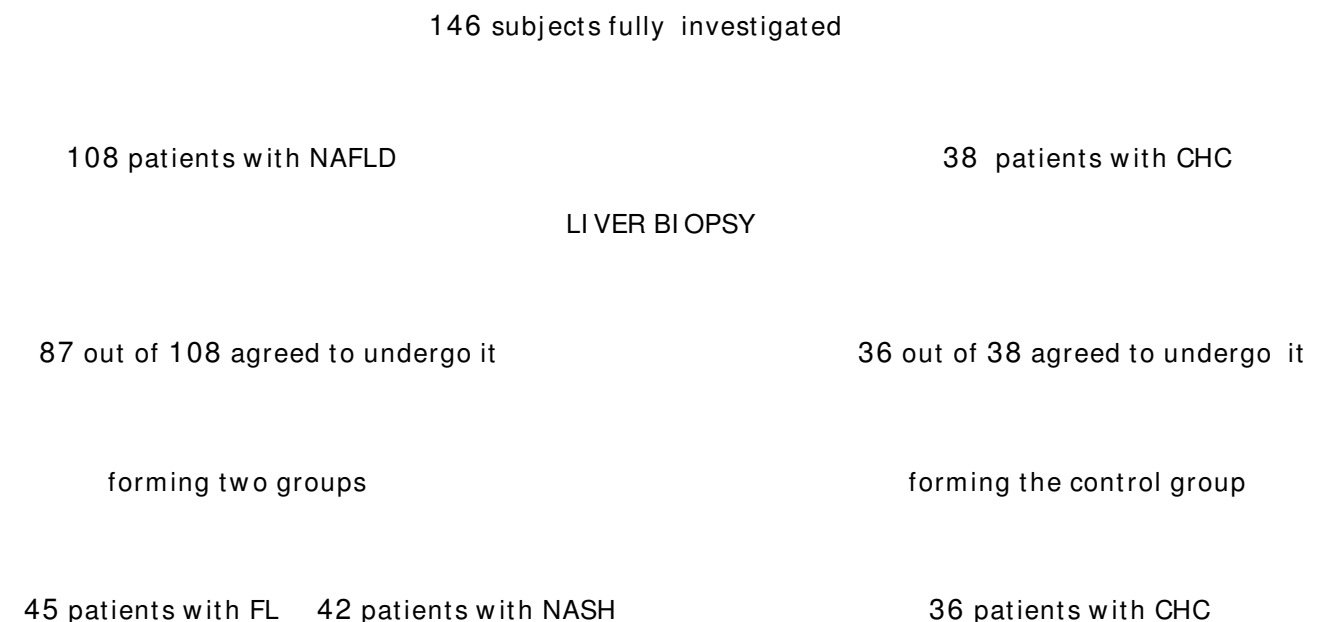 146 subjects fully investigated
108 patients with NAFLD 38 patients with CHC
LIVER BIOPSY
87 out of 108 agreed to undergo it 36 out of 38 agreed to undergo it
forming two groups forming the control group
45 patients with FL 42 patients with NASH 36 patients with CHC